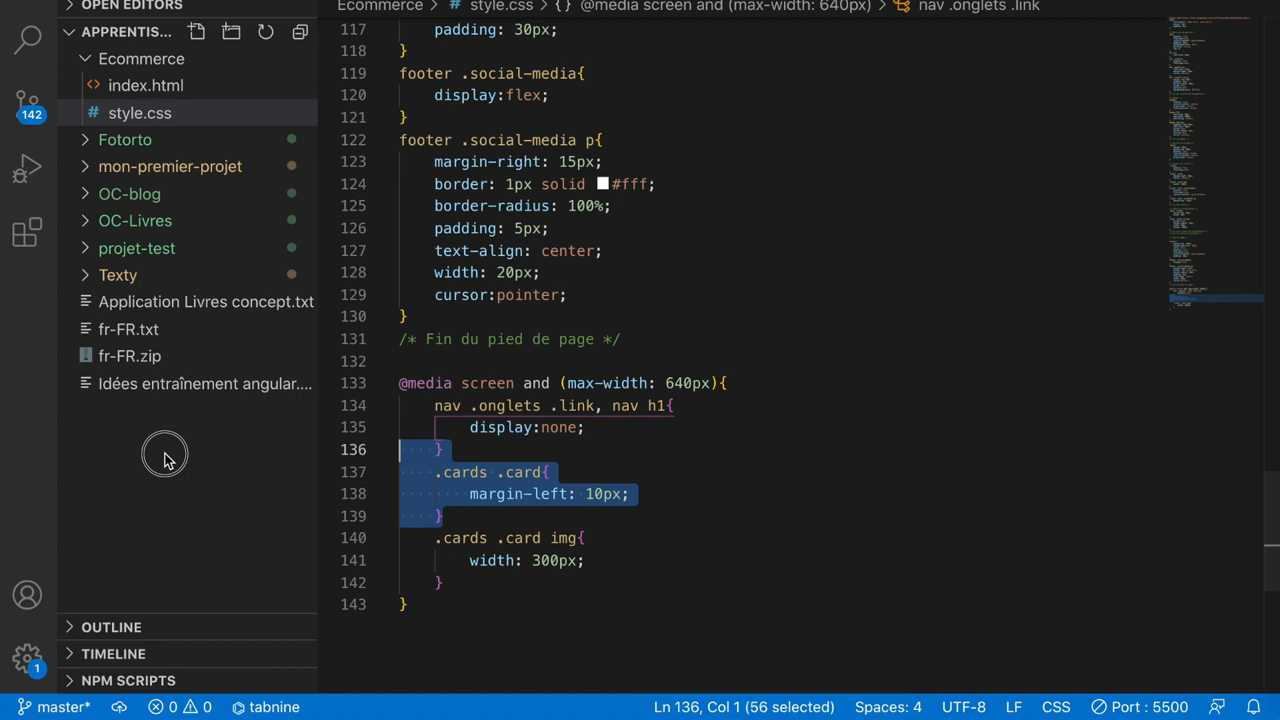 OPEN EDITORS
APPRENTIS...
Ecommerce
index.html
style.css
Fotorto
mon-premier-projet
OC-blog
OC-Livres
projet-test
Texty
Application Livres concept.txt
fr-FR.txt
fr-FR.zip
Idées entraînement angular....
OUTLINE
TIMELINE
NPM SCRIPTS
142
1
Ecommerce > # style.css > {} @media screen and (max-width: 640px) > nav .onglets .link
117 padding: 30px;
118 }
119 footer .social-media{
120 display:flex;
121 }
122 footer .social-media p{
123 margin-right: 15px;
124 border: 1px solid #fff;
125 border-radius: 100%;
126 padding: 5px;
127 text-align: center;
128 width: 20px;
129 cursor:pointer;
130 }
131 /* Fin du pied de page */
132
133 @media screen and (max-width: 640px){
134 nav .onglets .link, nav h1{
135 display:none;
136 }
137 .cards .card{
138 margin-left: 10px;
139 }
140 .cards .card img{
141 width: 300px;
142 }
143 }
master* 0 0 tabnine Ln 136, Col 1 (56 selected) Spaces: 4 UTF-8 LF CSS Port : 5500